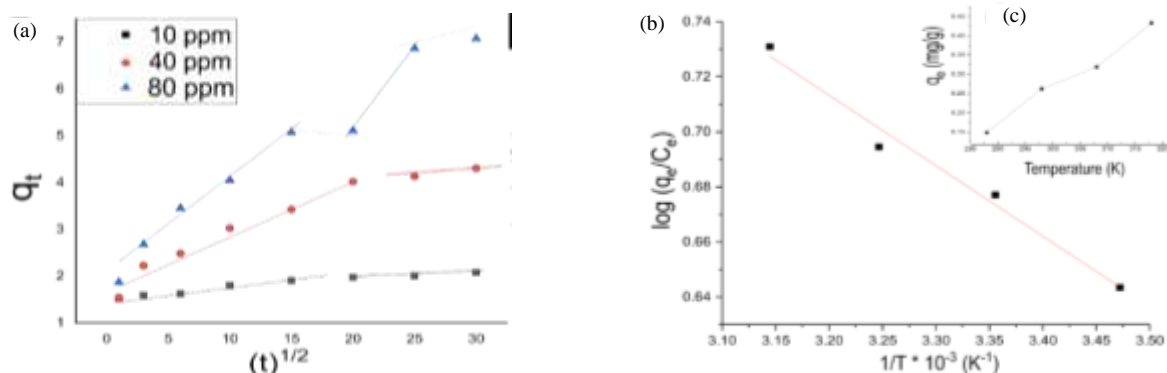 (a)
10 ppm
40 ppm
80 ppm
7
6
5
4
3
2
1
q_t
0 5 10 15 20 25 30
(t)^1/2
(b)
0.74
0.72
0.70
0.68
0.66
0.64
log (q_e/C_e)
3.10 3.15 3.20 3.25 3.30 3.35 3.40 3.45 3.50
1/T * 10^-3 (K^-1)
(c)
q_e (mg/g)
Temperature (K)